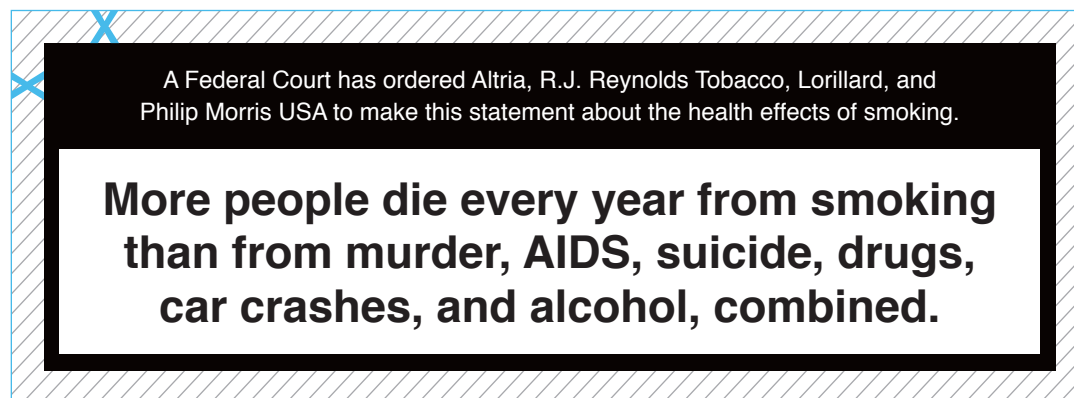 A Federal Court has ordered Altria, R.J. Reynolds Tobacco, Lorillard, and
Philip Morris USA to make this statement about the health effects of smoking.
More people die every year from smoking
than from murder, AIDS, suicide, drugs,
car crashes, and alcohol, combined.